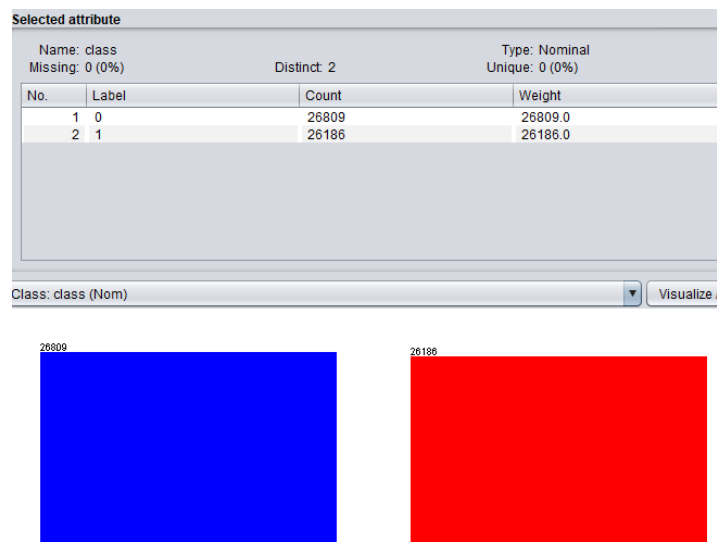 Selected attribute
Name: class Type: Nominal
Missing: 0 (0%) Distinct: 2 Unique: 0 (0%)
No. Label Count Weight
1 0 26809 26809.0
2 1 26186 26186.0
Class: class (Nom) Visualize
26809 26186